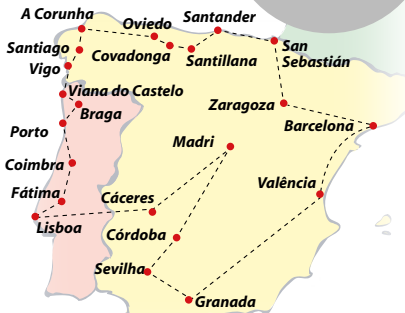 A Corunha
Oviedo
Santander
Santiago
Covadonga
Santillana
San
Sebastián
Vigo
Viana do Castelo
Braga
Zaragoza
Porto
Barcelona
Madri
Coimbra
Valência
Fátima
Cáceres
Lisboa
Córdoba
Sevilha
Granada